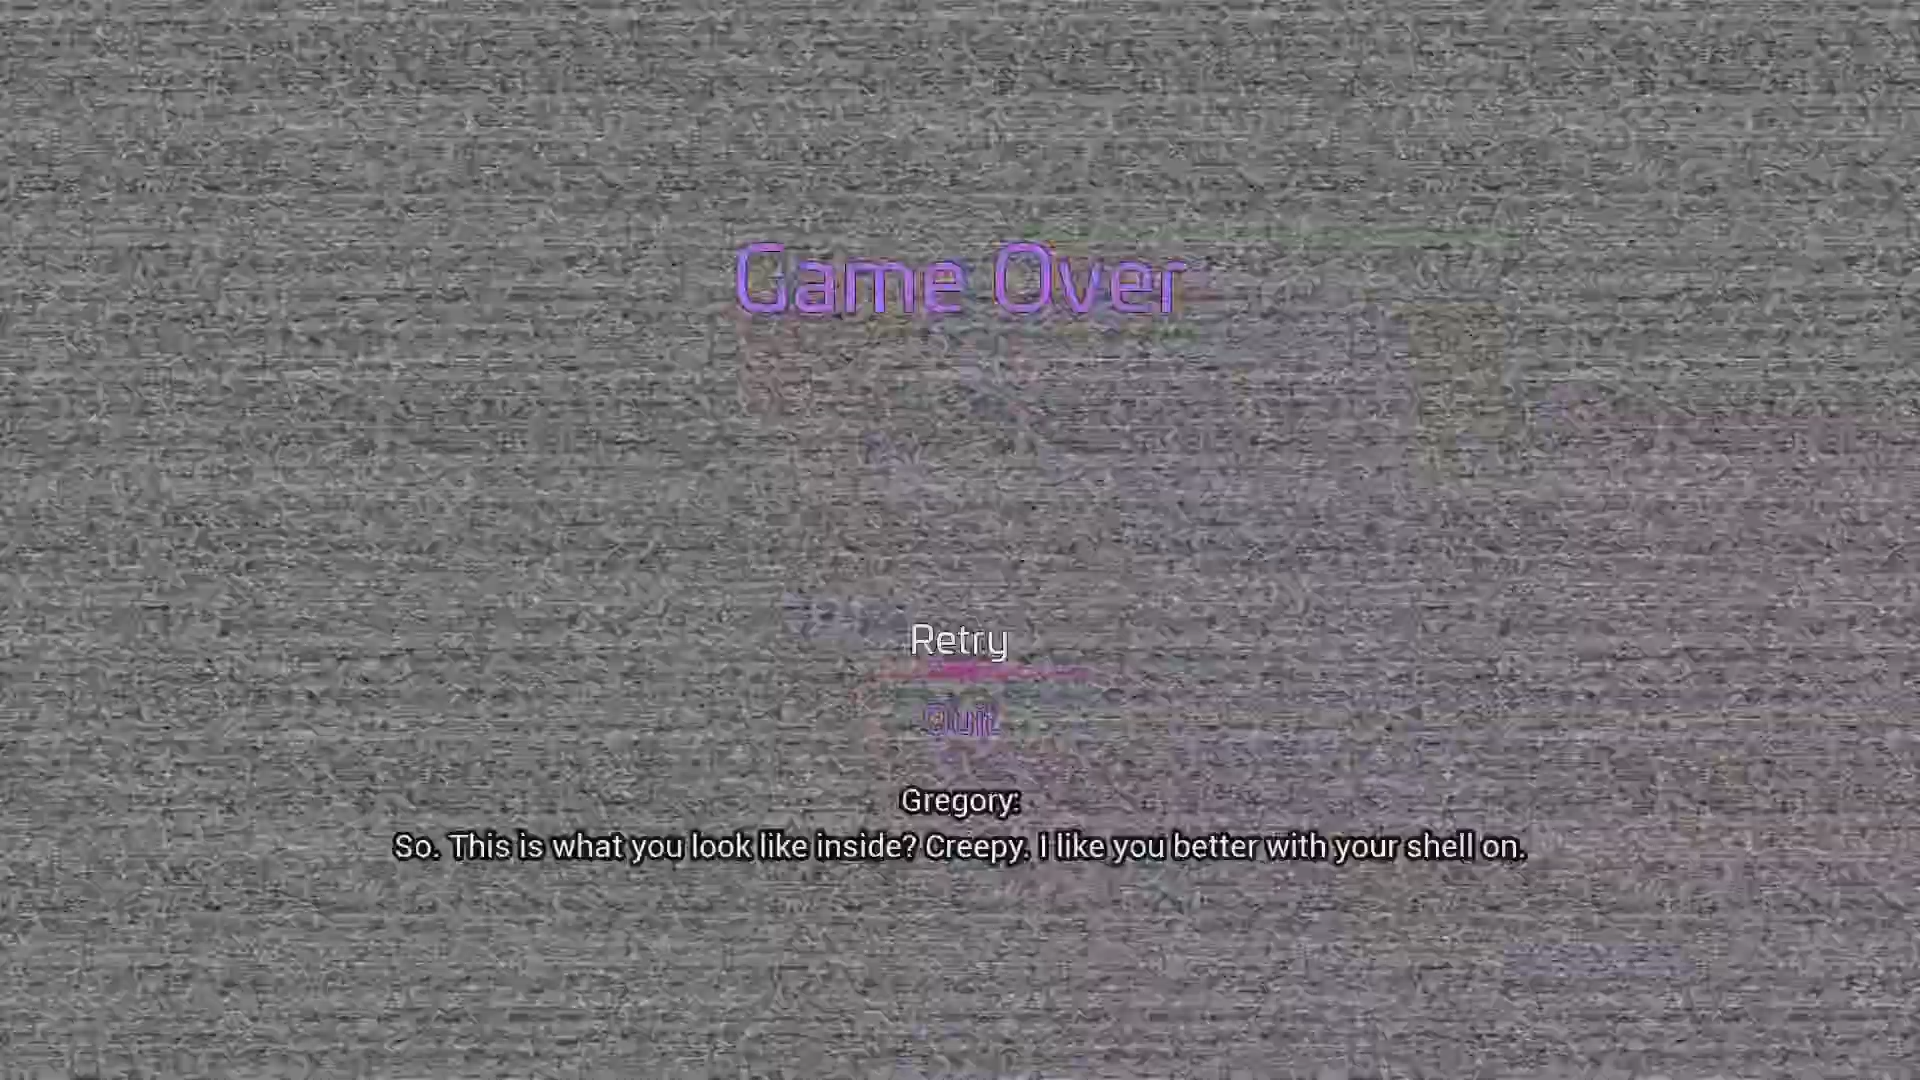 Game Over
Retry
Quit
Gregory:
So. This is what you look like inside? Creepy. I like you better with your shell on.